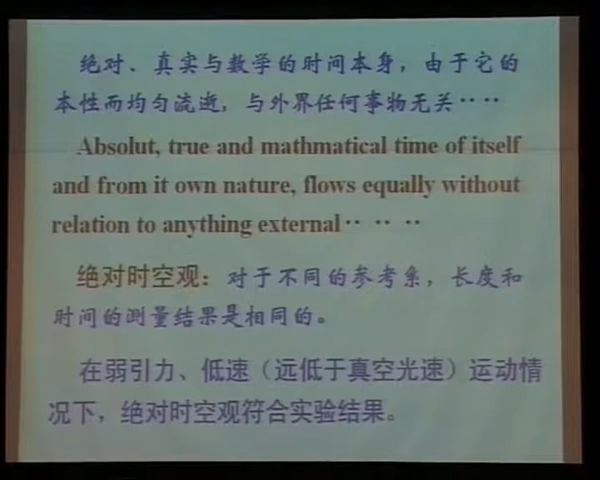 绝对、真实与数学的时间本身，由于它的
本性而均匀流逝，与外界任何事物无关····
Absolut, true and mathmatical time of itself
and from it own nature, flows equally without
relation to anything external·· ·· ··
绝对时空观：对于不同的参考系，长度和
时间的测量结果是相同的。
在弱引力、低速（远低于真空光速）运动情
况下，绝对时空观符合实验结果。